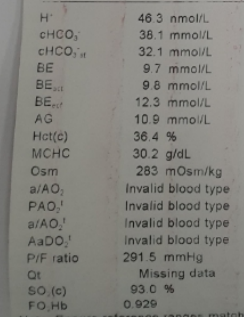 H⁺ 46.3 nmol/L
cHCO₃⁻ 38.1 mmol/L
cHCO₃⁻st 32.1 mmol/L
BE 9.7 mmol/L
BEact 9.8 mmol/L
BEecf 12.3 mmol/L
AG 10.9 mmol/L
Hct(c) 36.4 %
MCHC 30.2 g/dL
Osm 283 mOsm/kg
a/AO₂ Invalid blood type
PAO₂ᵗ Invalid blood type
a/AO₂ᵗ Invalid blood type
AaDO₂ᵗ Invalid blood type
P/F ratio 291.5 mmHg
Qt Missing data
SO₂(c) 93.0 %
FO₂Hb 0.929
reference ranges match